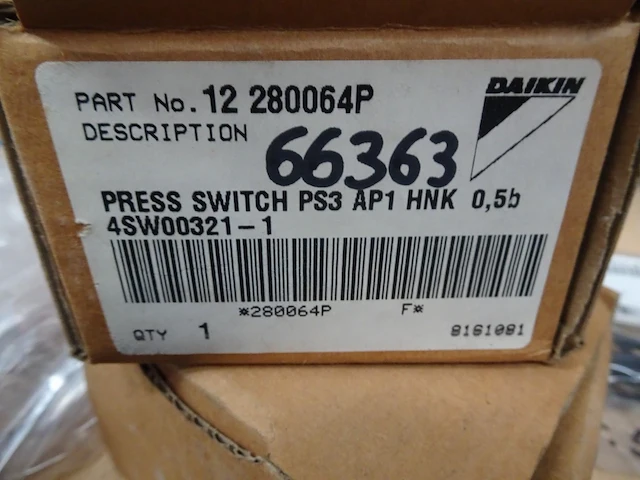 PART No. 12 280064P
DAIKIN
DESCRIPTION
66363
PRESS SWITCH PS3 AP1 HNK 0,5b
4SW00321-1
*280064P F*
QTY 1
8161081